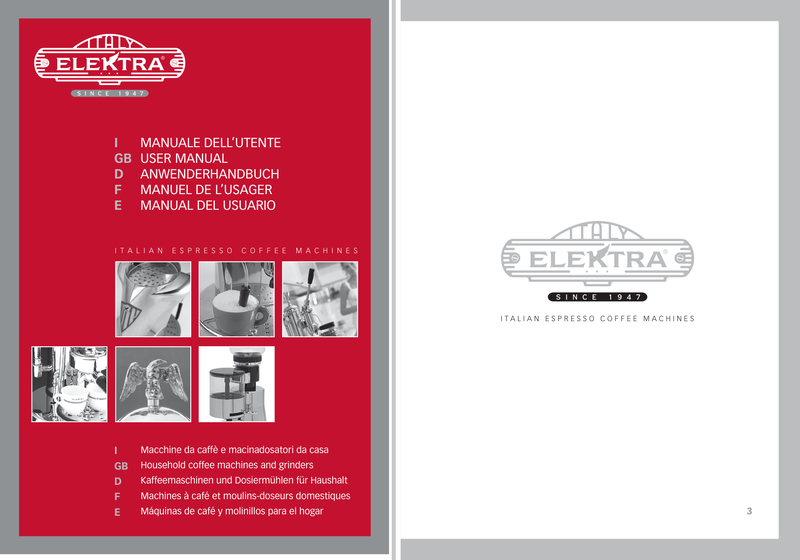 ITALY
ELEKTRA®
SINCE 1947
I MANUALE DELL'UTENTE
GB USER MANUAL
D ANWENDERHANDBUCH
F MANUEL DE L'USAGER
E MANUAL DEL USUARIO
ITALIAN ESPRESSO COFFEE MACHINES
I Macchine da caffè e macinadosatori da casa
GB Household coffee machines and grinders
D Kaffeemaschinen und Dosiermühlen für Haushalt
F Machines à café et moulins-doseurs domestiques
E Máquinas de café y molinillos para el hogar
ITALY
ELEKTRA®
SINCE 1947
ITALIAN ESPRESSO COFFEE MACHINES
3